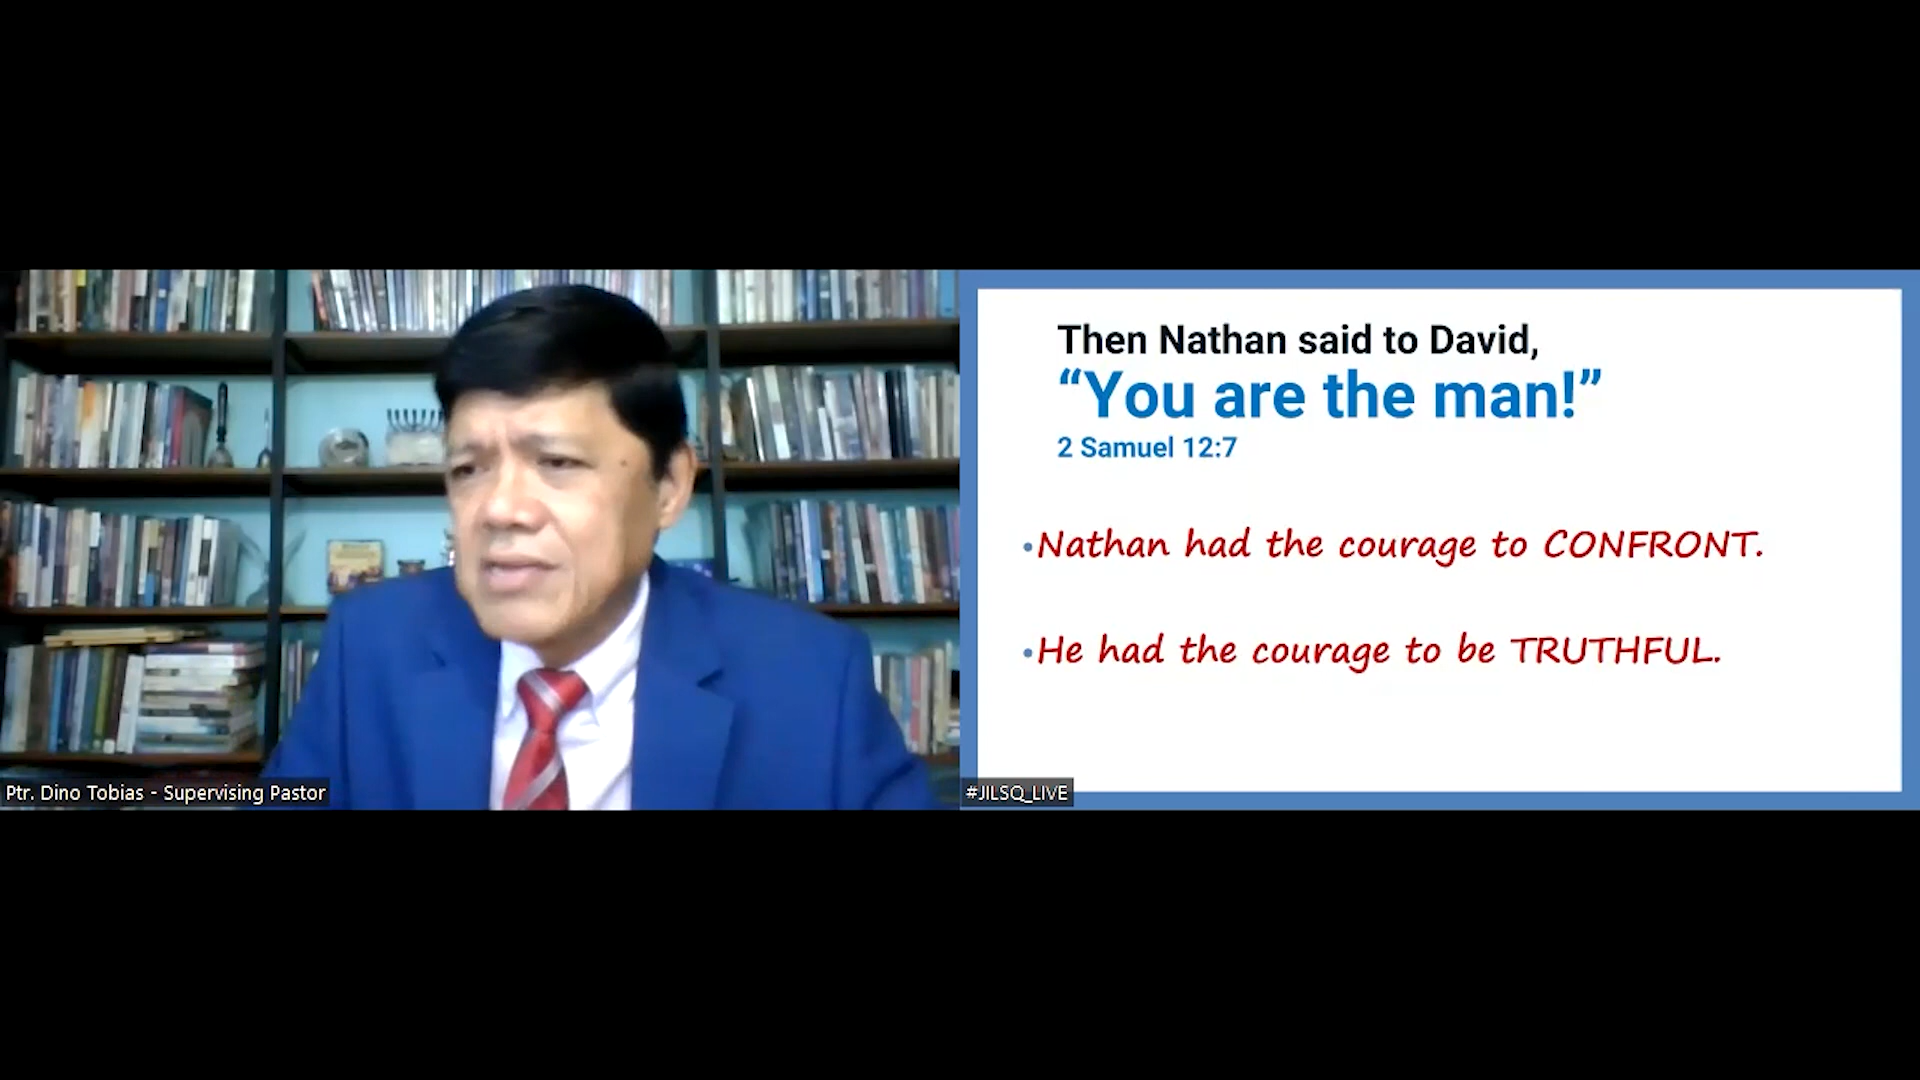 Then Nathan said to David,
“You are the man!”
2 Samuel 12:7
•Nathan had the courage to CONFRONT.
•He had the courage to be TRUTHFUL.
Ptr. Dino Tobias - Supervising Pastor
#JILSQ_LIVE